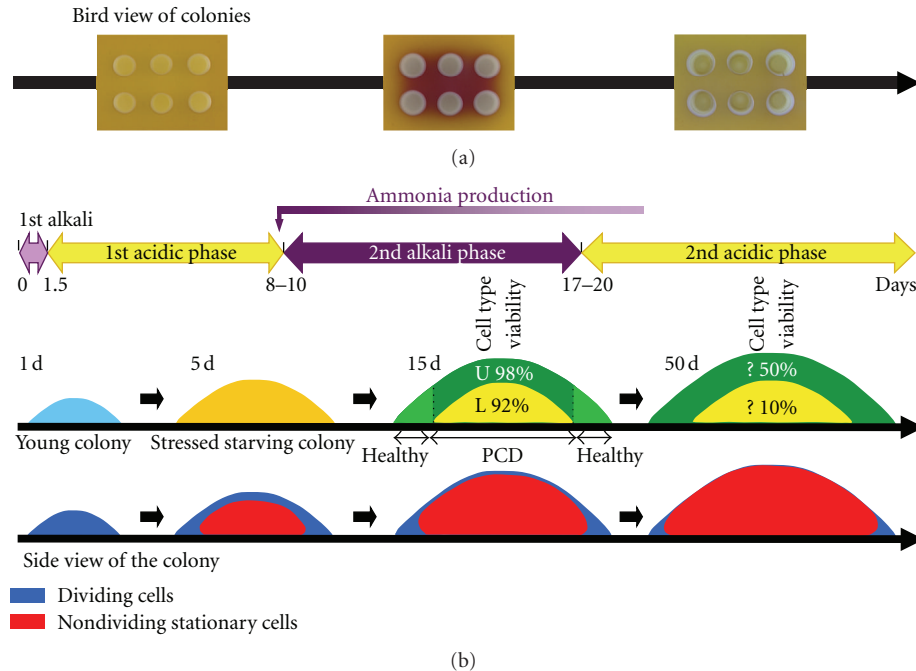 Bird view of colonies
(a)
Ammonia production
1st alkali
1st acidic phase
2nd alkali phase
2nd acidic phase
0
1.5
8–10
17–20
Days
Cell type
viability
Cell type
viability
1 d
5 d
15 d
50 d
U 98%
L 92%
? 50%
? 10%
Young colony
Stressed starving colony
Healthy
PCD
Healthy
Side view of the colony
Dividing cells
Nondividing stationary cells
(b)